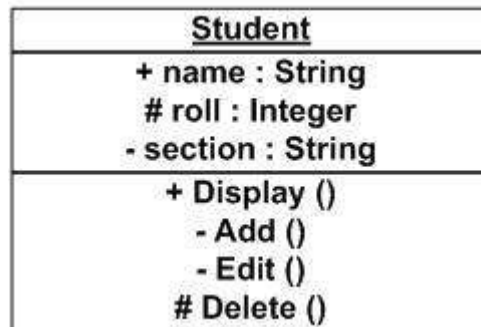 Student
+ name : String
# roll : Integer
- section : String
+ Display ()
- Add ()
- Edit ()
# Delete ()